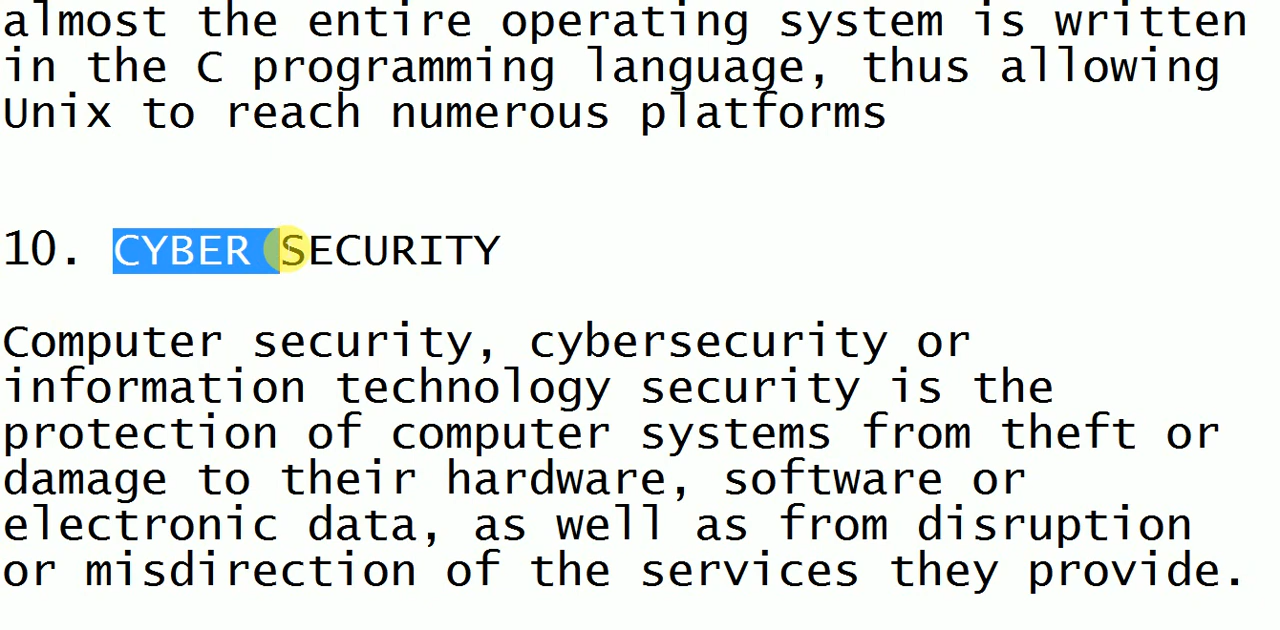 almost the entire operating system is written
in the C programming language, thus allowing
Unix to reach numerous platforms
10. CYBER SECURITY
Computer security, cybersecurity or
information technology security is the
protection of computer systems from theft or
damage to their hardware, software or
electronic data, as well as from disruption
or misdirection of the services they provide.